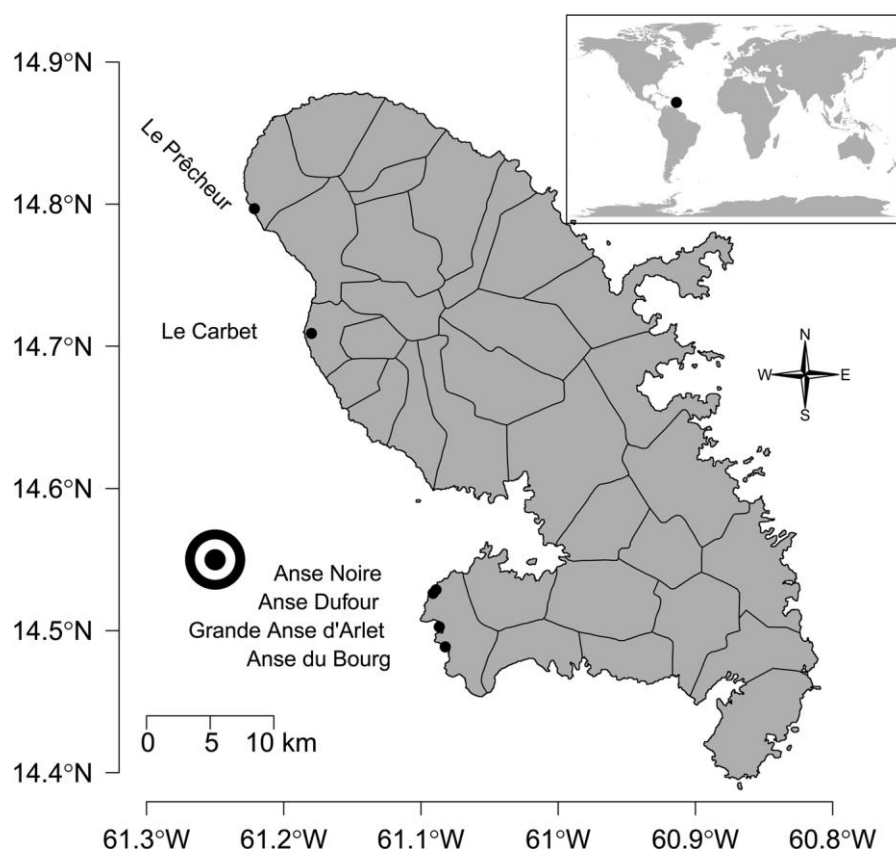 14.9°N
14.8°N
14.7°N
14.6°N
14.5°N
14.4°N
Le Prêcheur
Le Carbet
N
W
E
S
Anse Noire
Anse Dufour
Grande Anse d'Arlet
Anse du Bourg
0 5 10 km
61.3°W 61.2°W 61.1°W 61°W 60.9°W 60.8°W